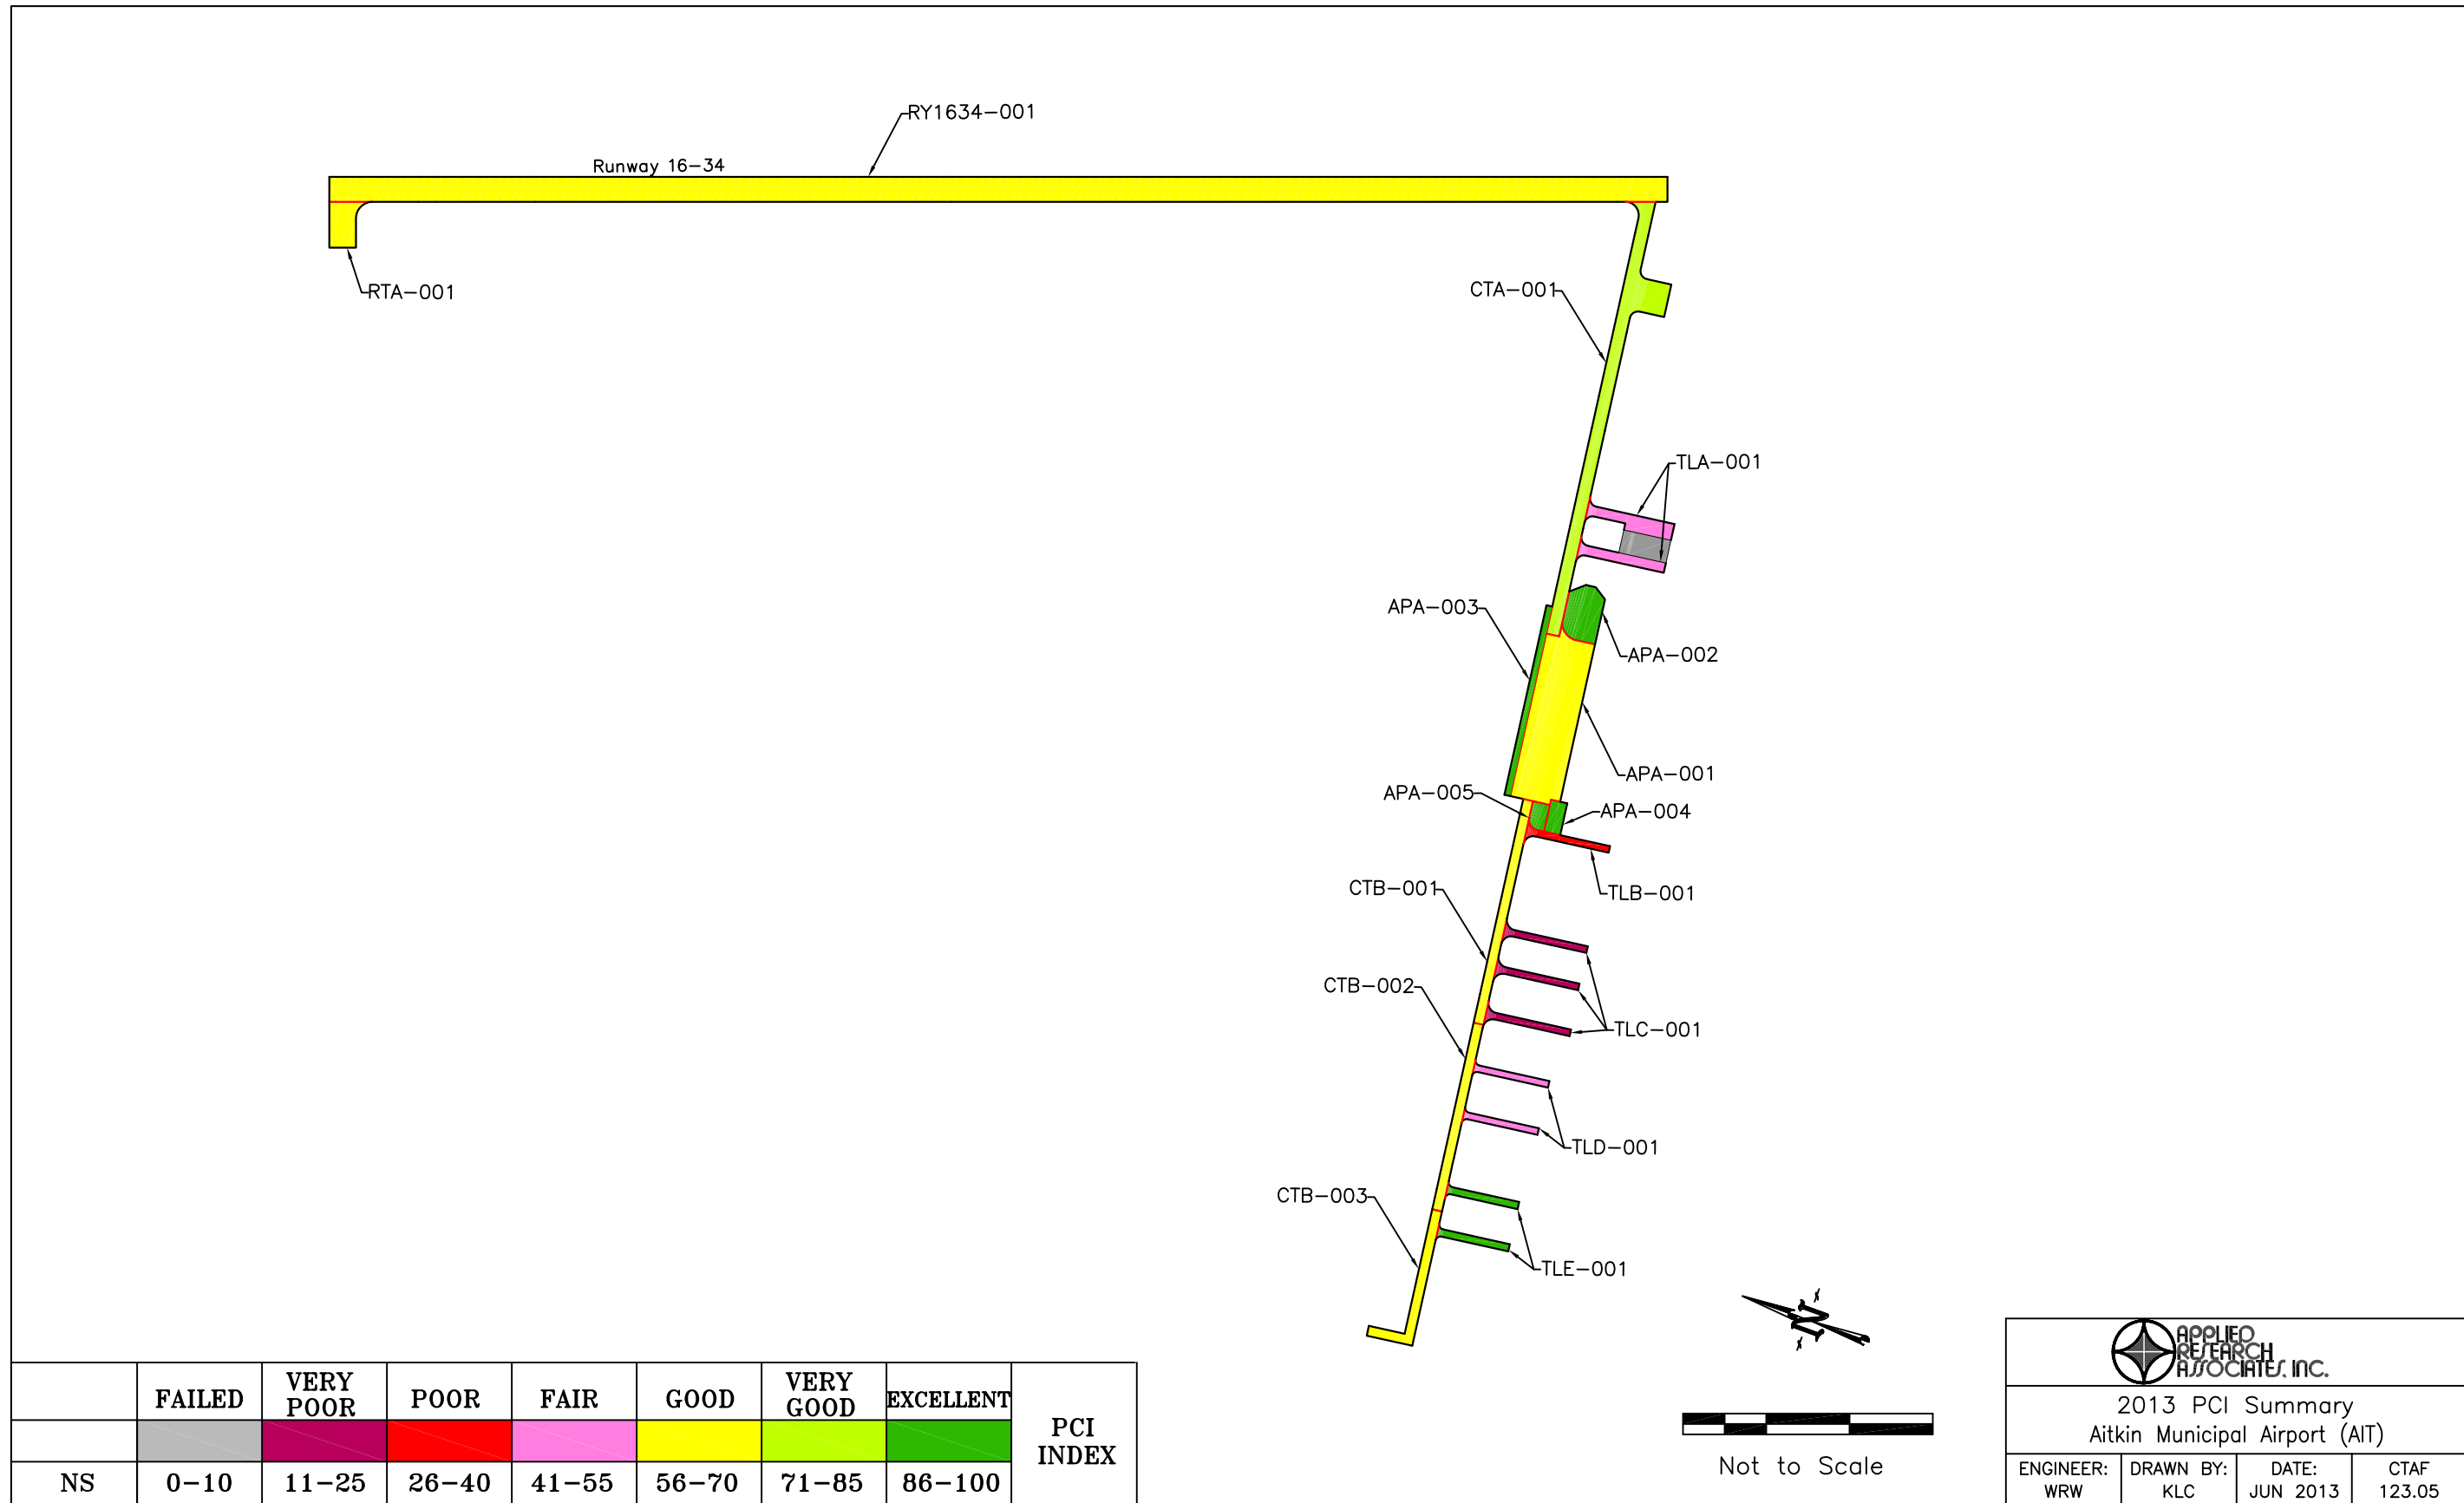 RY1634-001
Runway 16-34
RTA-001
CTA-001
TLA-001
APA-003
APA-002
APA-001
APA-005
APA-004
CTB-001
TLB-001
CTB-002
TLC-001
TLD-001
CTB-003
TLE-001
N
FAILED
VERY
POOR
POOR
FAIR
GOOD
VERY
GOOD
EXCELLENT
PCI
INDEX
NS
0-10
11-25
26-40
41-55
56-70
71-85
86-100
Not to Scale
APPLIED
RESEARCH
ASSOCIATES, INC.
2013 PCI Summary
Aitkin Municipal Airport (AIT)
ENGINEER:
WRW
DRAWN BY:
KLC
DATE:
JUN 2013
CTAF
123.05